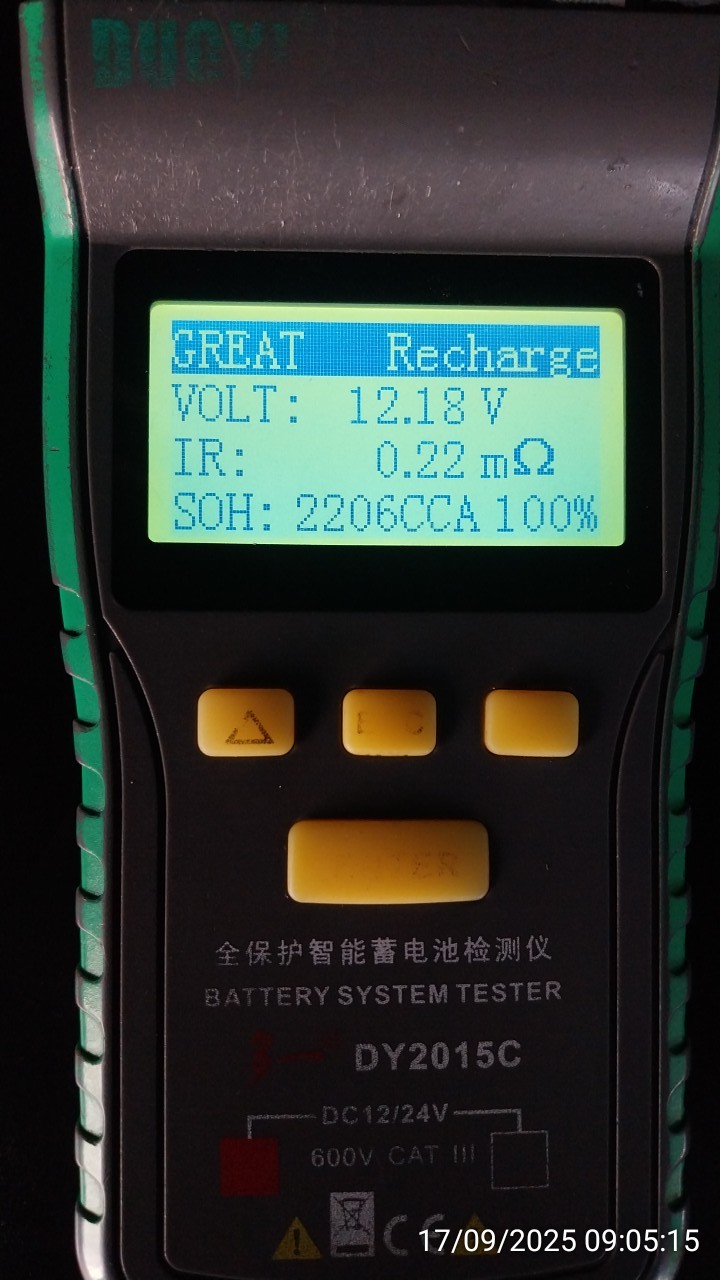 DUOYI
GREAT Recharge
VOLT: 12.18 V
IR: 0.22 mΩ
SOH: 2206CCA 100%
全保护智能蓄电池检测仪
BATTERY SYSTEM TESTER
DY2015C
DC12/24V
600V CAT III
CE
17/09/2025 09:05:15